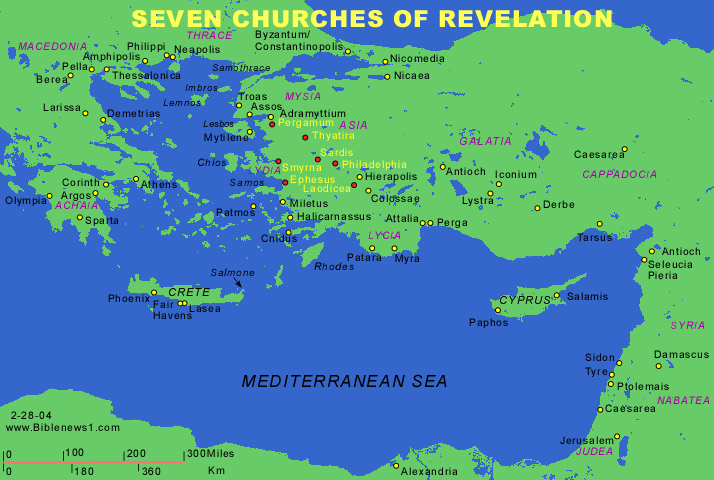 SEVEN CHURCHES OF REVELATION
MACEDONIA
THRACE
Philippi
Neapolis
Byzantum/
Constantinopolis
Amphipolis
Pella
Berea
Thessalonica
Samothrace
Nicomedia
Nicaea
Imbros
Lemnos
Troas
MYSIA
Assos
Adramyttium
Larissa
Demetrias
Lesbos
Pergamum
ASIA
Mytilene
Thyatira
GALATIA
Sardis
Caesarea
Chios
YDIA
Smyrna
Philadelphia
Antioch
Iconium
CAPPADOCIA
Corinth
Athens
Samos
Ephesus
Hierapolis
Laodicea
Colossae
Lystra
Derbe
Olympia
Argos
ACHAIA
Sparta
Patmos
Miletus
Halicarnassus
Attalia
Perga
Tarsus
Cnidus
LYCIA
Patara
Myra
Antioch
Seleucia
Pieria
Rhodes
Salmone
Phoenix
CRETE
Fair
Havens
Lasea
CYPRUS
Salamis
Paphos
SYRIA
Sidon
Damascus
Tyre
Ptolemais
MEDITERRANEAN SEA
NABATEA
Caesarea
2-28-04
www.Biblenews1.com
Jerusalem
JUDEA
0 100 200 300Miles
0 180 360 Km
Alexandria